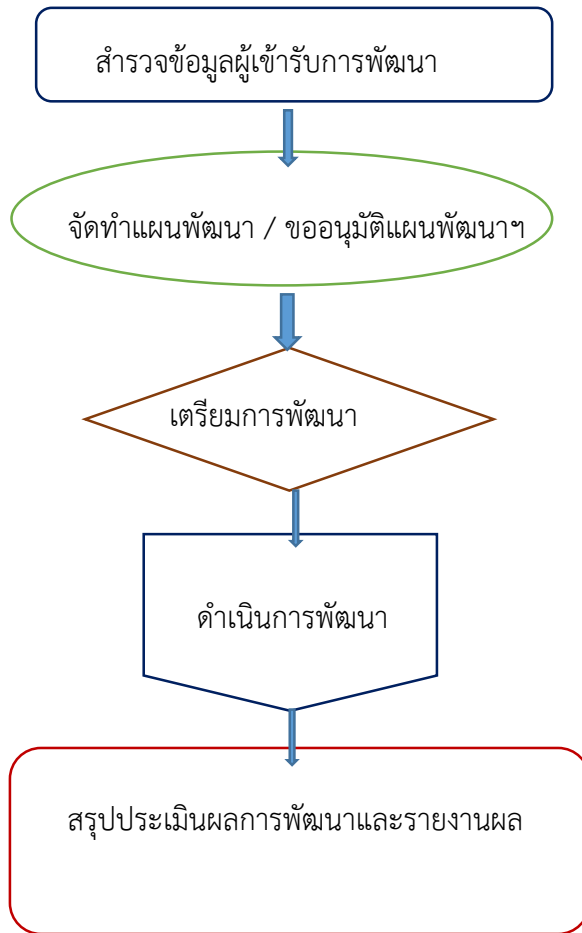 สำรวจข้อมูลผู้เข้ารับการพัฒนา
จัดทำแผนพัฒนา / ขออนุมัติแผนพัฒนาฯ
เตรียมการพัฒนา
ดำเนินการพัฒนา
สรุปประเมินผลการพัฒนาและรายงานผล